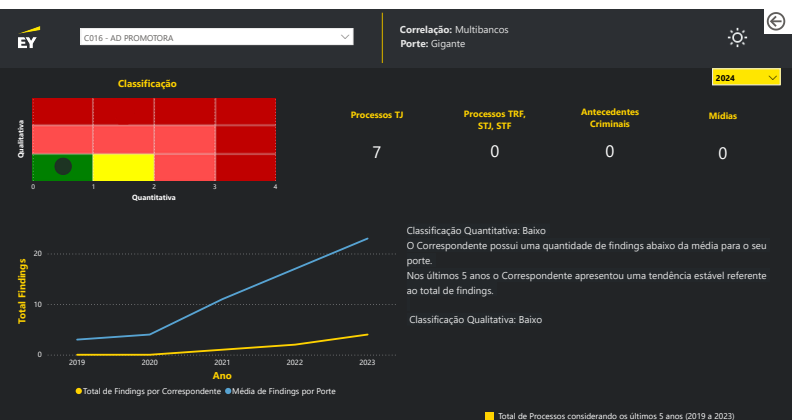 EY
C016 - AD PROMOTORA
Correlação: Multibancos
Porte: Gigante
2024
Classificação
Qualitativa
0 1 2 3 4
Quantitativa
Processos TJ
7
Processos TRF,
STJ, STF
0
Antecedentes
Criminais
0
Mídias
0
Classificação Quantitativa: Baixo
O Correspondente possui uma quantidade de findings abaixo da média para o seu
porte.
Nos últimos 5 anos o Correspondente apresentou uma tendência estável referente
ao total de findings.
Classificação Qualitativa: Baixo
Total Findings
20
10
0
2019 2020 2021 2022 2023
Ano
Total de Findings por Correspondente Média de Findings por Porte
Total de Processos considerando os últimos 5 anos (2019 a 2023)